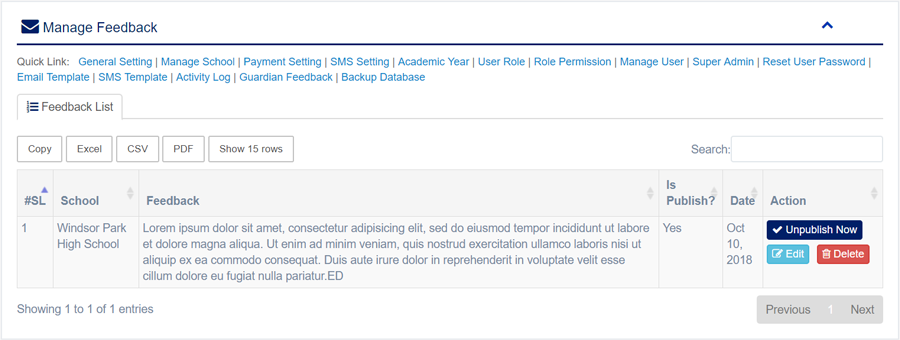 Manage Feedback
Quick Link: General Setting | Manage School | Payment Setting | SMS Setting | Academic Year | User Role | Role Permission | Manage User | Super Admin | Reset User Password |
Email Template | SMS Template | Activity Log | Guardian Feedback | Backup Database
Feedback List
Copy Excel CSV PDF Show 15 rows Search:
#SL School Feedback Is Publish? Date Action
1 Windsor Park High School
Lorem ipsum dolor sit amet, consectetur adipisicing elit, sed do eiusmod tempor incididunt ut labore
et dolore magna aliqua. Ut enim ad minim veniam, quis nostrud exercitation ullamco laboris nisi ut
aliquip ex ea commodo consequat. Duis aute irure dolor in reprehenderit in voluptate velit esse
cillum dolore eu fugiat nulla pariatur.ED
Yes
Oct
10,
2018
Unpublish Now
Edit Delete
Showing 1 to 1 of 1 entries
Previous 1 Next